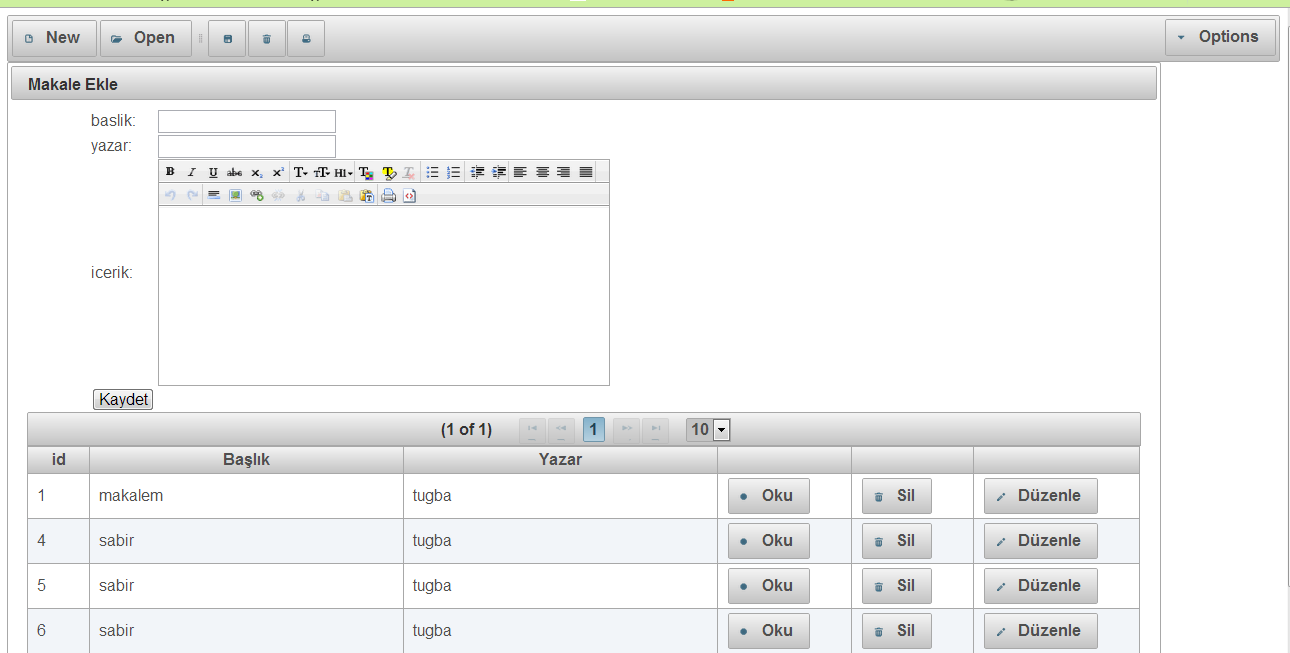 New Open Options
Makale Ekle
baslik:
yazar:
icerik:
Kaydet
(1 of 1) 1 10
id Başlık Yazar
1 makalem tugba Oku Sil Düzenle
4 sabir tugba Oku Sil Düzenle
5 sabir tugba Oku Sil Düzenle
6 sabir tugba Oku Sil Düzenle